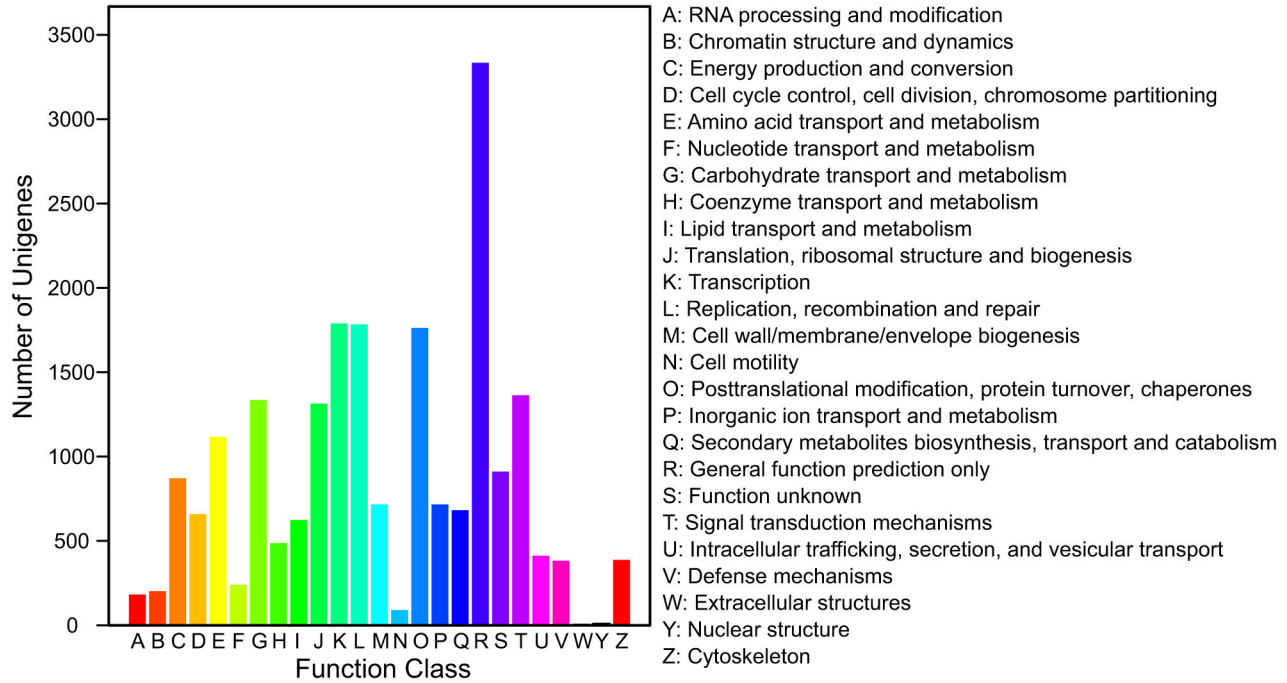 Number of Unigenes
3500
3000
2500
2000
1500
1000
500
0
A B C D E F G H I J K L M N O P Q R S T U V W Y Z
Function Class
A: RNA processing and modification
B: Chromatin structure and dynamics
C: Energy production and conversion
D: Cell cycle control, cell division, chromosome partitioning
E: Amino acid transport and metabolism
F: Nucleotide transport and metabolism
G: Carbohydrate transport and metabolism
H: Coenzyme transport and metabolism
I: Lipid transport and metabolism
J: Translation, ribosomal structure and biogenesis
K: Transcription
L: Replication, recombination and repair
M: Cell wall/membrane/envelope biogenesis
N: Cell motility
O: Posttranslational modification, protein turnover, chaperones
P: Inorganic ion transport and metabolism
Q: Secondary metabolites biosynthesis, transport and catabolism
R: General function prediction only
S: Function unknown
T: Signal transduction mechanisms
U: Intracellular trafficking, secretion, and vesicular transport
V: Defense mechanisms
W: Extracellular structures
Y: Nuclear structure
Z: Cytoskeleton